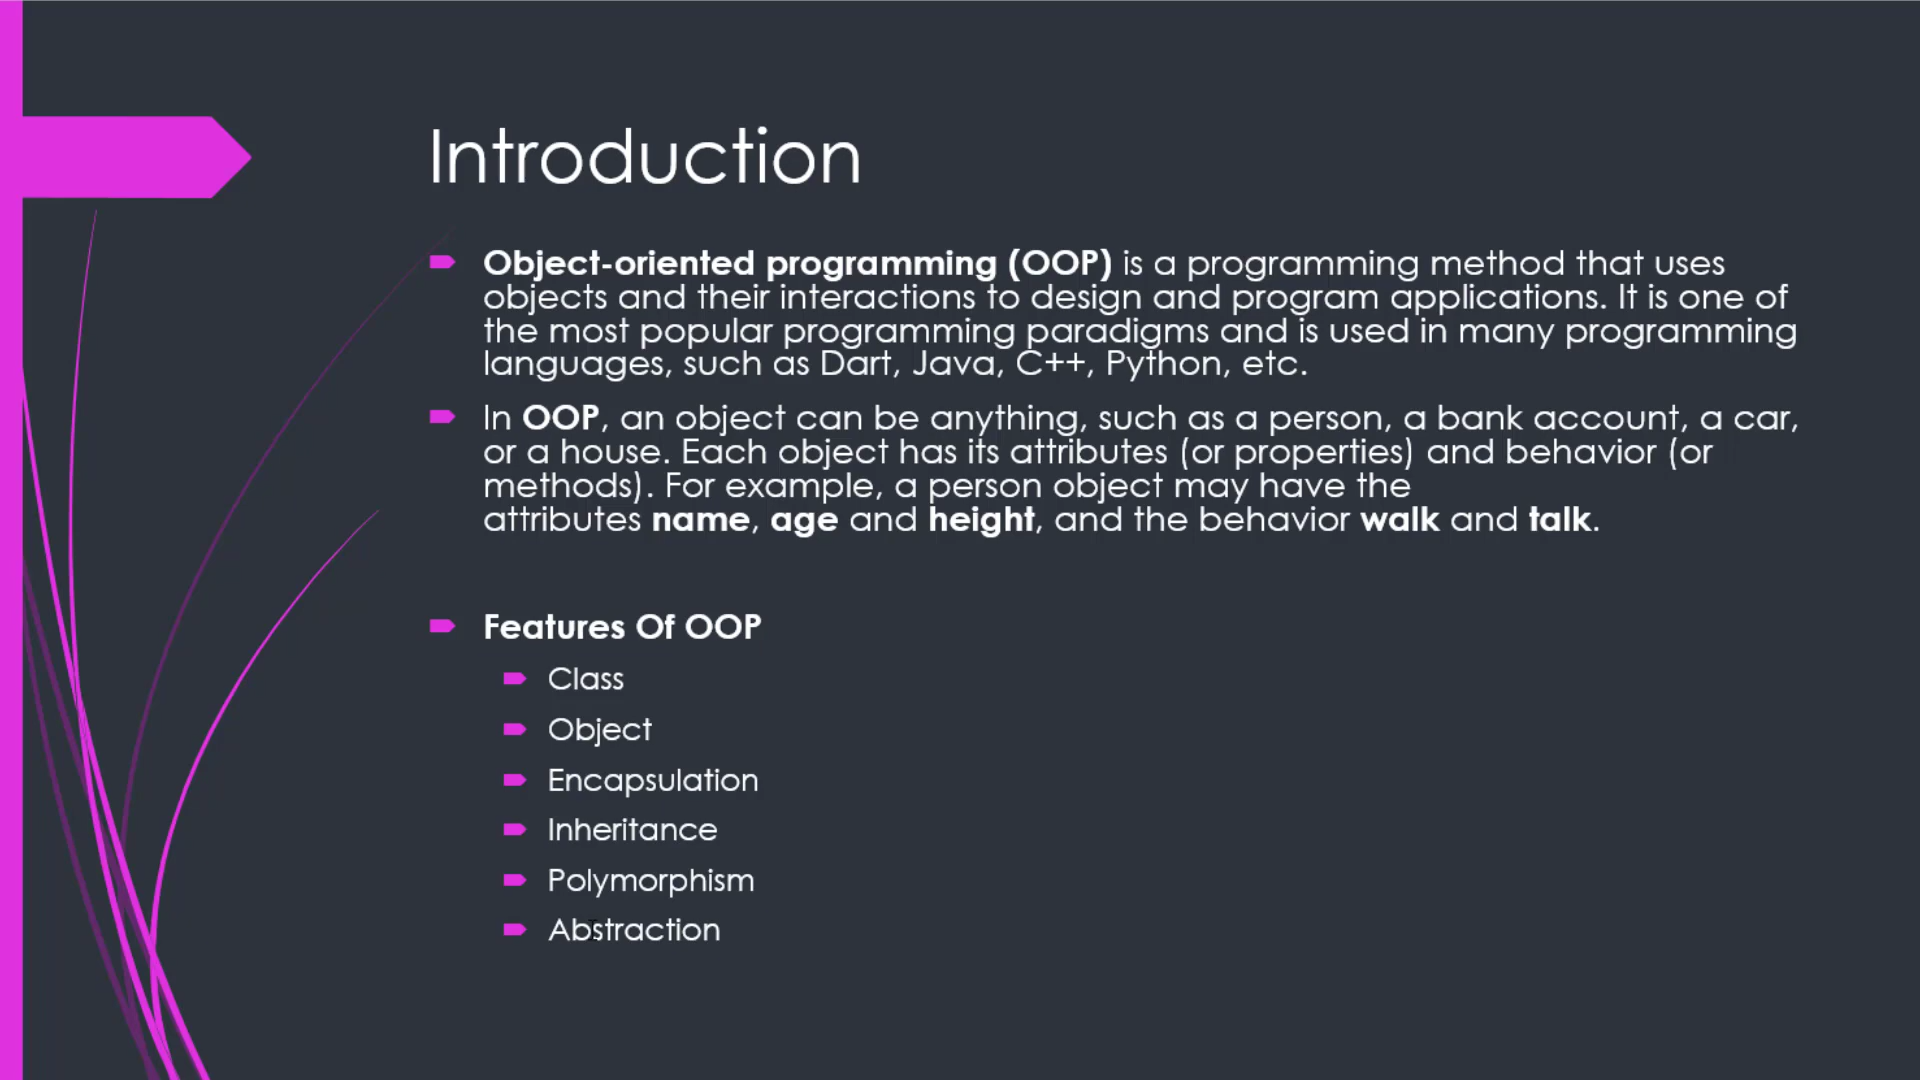 Introduction
Object-oriented programming (OOP) is a programming method that uses
objects and their interactions to design and program applications. It is one of
the most popular programming paradigms and is used in many programming
languages, such as Dart, Java, C++, Python, etc.
In OOP, an object can be anything, such as a person, a bank account, a car,
or a house. Each object has its attributes (or properties) and behavior (or
methods). For example, a person object may have the
attributes name, age and height, and the behavior walk and talk.
Features Of OOP
Class
Object
Encapsulation
Inheritance
Polymorphism
Abstraction